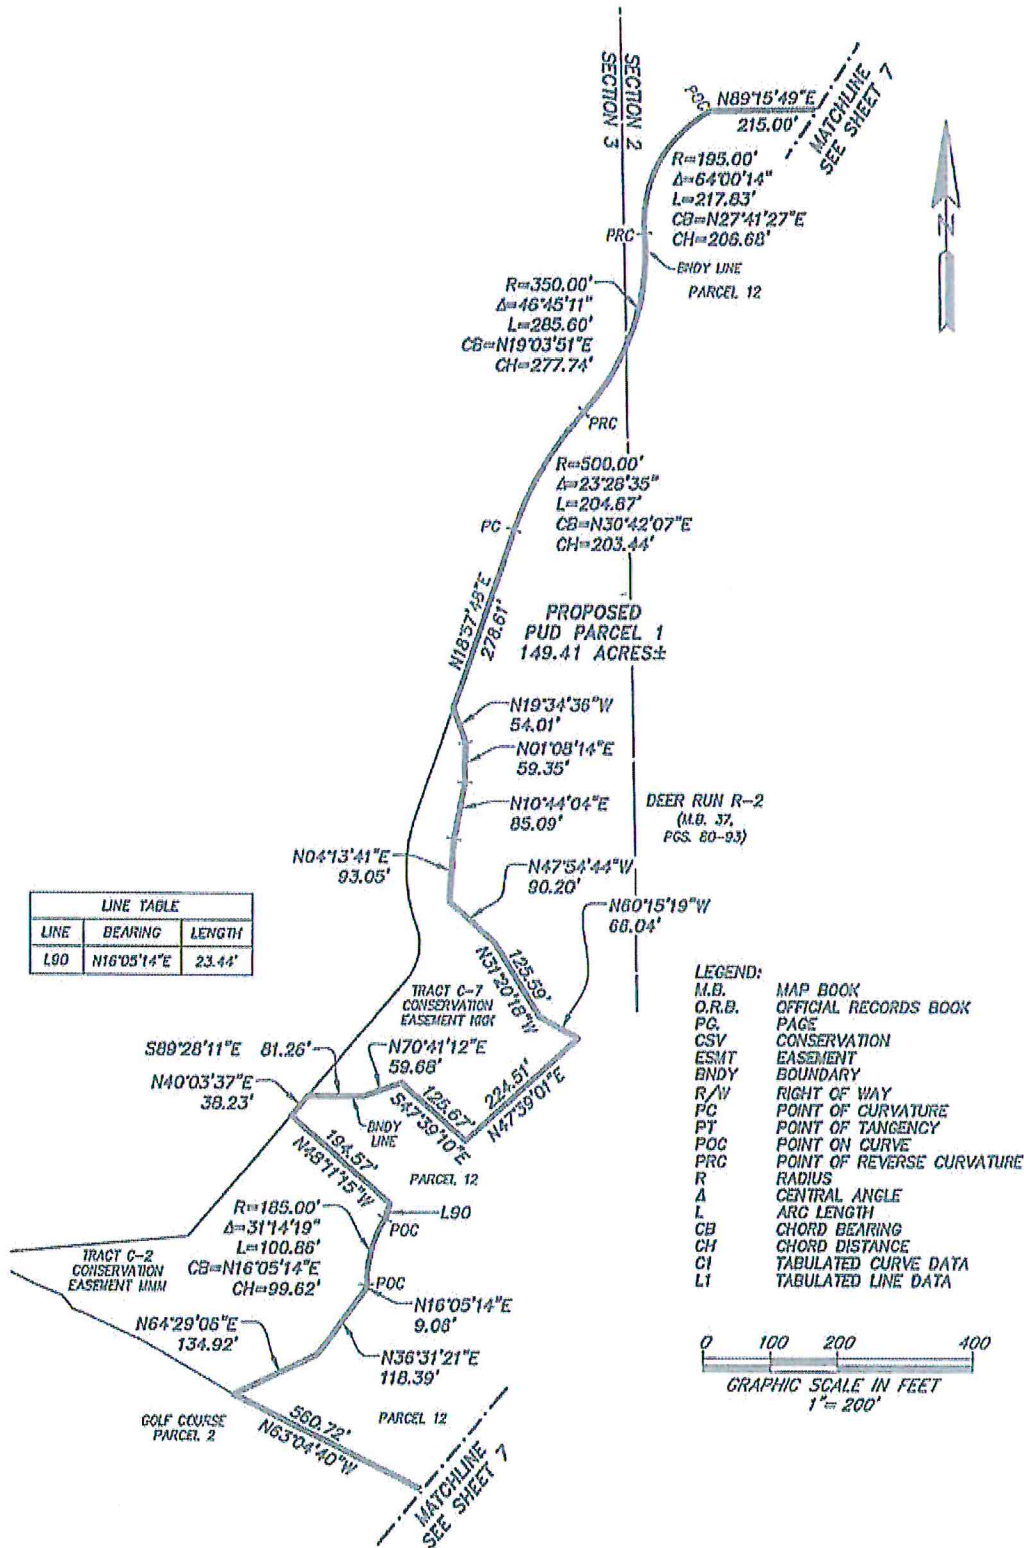 SECTION 2
SECTION 3
POC
N89°15'49"E
215.00'
MATCHLINE
SEE SHEET 7
R=195.00'
Δ=64°00'14"
L=217.83'
CB=N27°41'27"E
CH=206.68'
PRC
BNDY LINE
PARCEL 12
N
R=350.00'
Δ=46°45'11"
L=285.60'
CB=N19°03'51"E
CH=277.74'
PRC
R=500.00'
Δ=23°28'35"
L=204.67'
CB=N30°42'07"E
CH=203.44'
PC
N18°57'48"E
278.61'
PROPOSED
PUD PARCEL 1
149.41 ACRES±
N19°34'36"W
54.01'
N01°08'14"E
59.35'
N10°44'04"E
85.09'
DEER RUN R-2
(M.B. 37,
PGS. 80-93)
N04°13'41"E
93.05'
N47°54'44"W
90.20'
N60°15'19"W
66.04'
LINE TABLE
LINE BEARING LENGTH
L90 N16°05'14"E 23.44'
125.59'
N31°20'18"W
TRACT C-7
CONSERVATION
EASEMENT KKK
S89°28'11"E 81.26'
N70°41'12"E
59.68'
N40°03'37"E
38.23'
224.51'
N47°39'01"E
125.67'
S47°39'10"E
BNDY
LINE
194.57'
N48°11'15"W
PARCEL 12
L90
POC
R=185.00'
Δ=31°14'19"
L=100.86'
CB=N16°05'14"E
CH=99.62'
TRACT C-2
CONSERVATION
EASEMENT MMM
POC
N16°05'14"E
9.08'
N64°29'06"E
134.92'
N36°31'21"E
118.39'
GOLF COURSE
PARCEL 2
560.72'
N63°04'40"W
PARCEL 12
MATCHLINE
SEE SHEET 7
LEGEND:
M.B. MAP BOOK
O.R.B. OFFICIAL RECORDS BOOK
PG. PAGE
CSV CONSERVATION
ESMT EASEMENT
BNDY BOUNDARY
R/W RIGHT OF WAY
PC POINT OF CURVATURE
PT POINT OF TANGENCY
POC POINT ON CURVE
PRC POINT OF REVERSE CURVATURE
R RADIUS
Δ CENTRAL ANGLE
L ARC LENGTH
CB CHORD BEARING
CH CHORD DISTANCE
C1 TABULATED CURVE DATA
L1 TABULATED LINE DATA
0 100 200 400
GRAPHIC SCALE IN FEET
1"= 200'